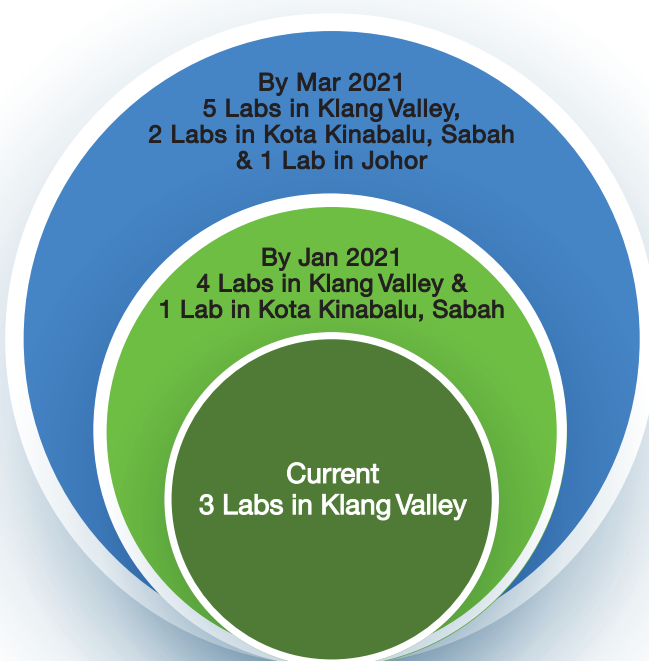 By Mar 2021
5 Labs in Klang Valley,
2 Labs in Kota Kinabalu, Sabah
& 1 Lab in Johor
By Jan 2021
4 Labs in Klang Valley &
1 Lab in Kota Kinabalu, Sabah
Current
3 Labs in Klang Valley